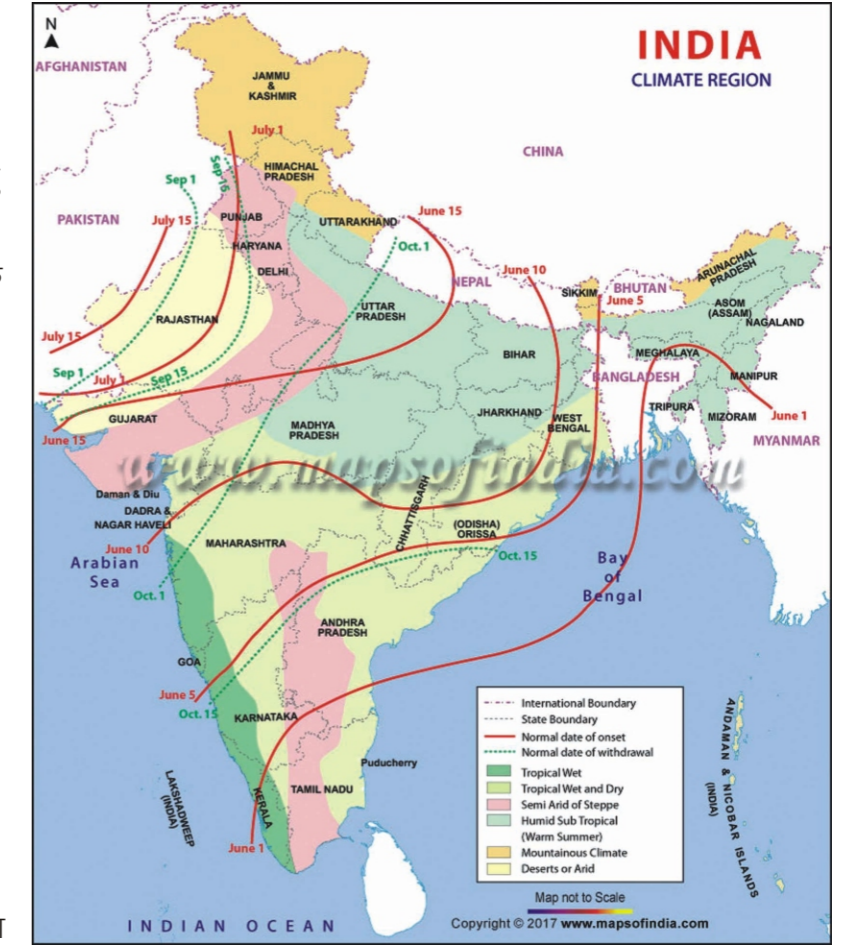 N
INDIA
CLIMATE REGION
AFGHANISTAN
JAMMU
&
KASHMIR
July 1
CHINA
HIMACHAL
PRADESH
Sep 15
Sep 1
PAKISTAN
July 15
PUNJAB
UTTARAKHAND
June 15
HARYANA
Oct. 1
DELHI
NEPAL
June 10
SIKKIM
BHUTAN
ARUNACHAL
PRADESH
June 5
RAJASTHAN
UTTAR
PRADESH
ASOM
(ASSAM)
NAGALAND
July 15
BIHAR
MEGHALAYA
Sep 1
July 1
Sep 15
BANGLADESH
MANIPUR
GUJARAT
JHARKHAND
WEST
BENGAL
TRIPURA
MIZORAM
June 1
June 15
MADHYA
PRADESH
MYANMAR
www.mapsofindia.com
Daman & Diu
DADRA &
NAGAR HAVELI
CHHATTISGARH
(ODISHA)
ORISSA
June 10
MAHARASHTRA
Oct. 15
Arabian
Sea
Bay
of
Bengal
Oct. 1
ANDHRA
PRADESH
GOA
June 5
Oct. 15
KARNATAKA
International Boundary
State Boundary
Normal date of onset
Normal date of withdrawal
Tropical Wet
Tropical Wet and Dry
Semi Arid of Steppe
Humid Sub Tropical
(Warm Summer)
Mountainous Climate
Deserts or Arid
ANDAMAN & NICOBAR ISLANDS
(INDIA)
Puducherry
LAKSHADWEEP
(INDIA)
KERALA
TAMIL NADU
June 1
Map not to Scale
INDIAN OCEAN
Copyright © 2017 www.mapsofindia.com